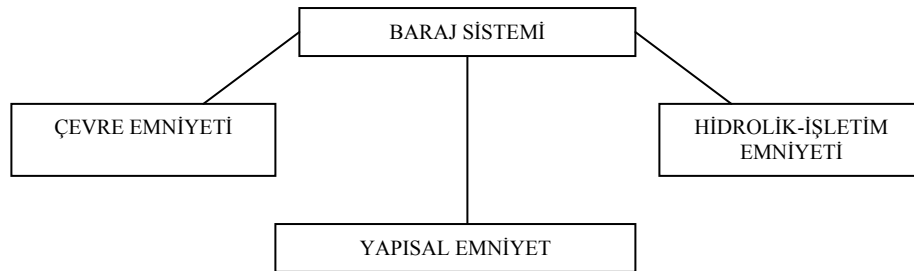 BARAJ SİSTEMİ
ÇEVRE EMNİYETİ
HİDROLİK-İŞLETİM
EMNİYETİ
YAPISAL EMNİYET